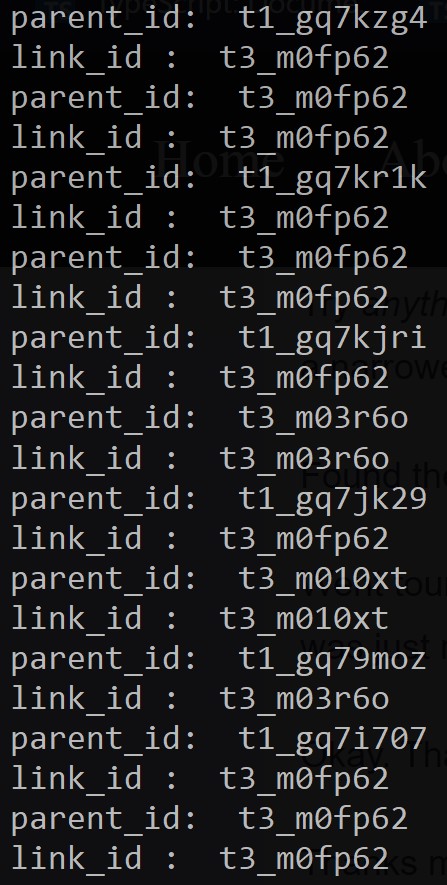 parent_id:  t1_gq7kzg4
link_id :  t3_m0fp62
parent_id:  t3_m0fp62
link_id :  t3_m0fp62
parent_id:  t1_gq7kr1k
link_id :  t3_m0fp62
parent_id:  t3_m0fp62
link_id :  t3_m0fp62
parent_id:  t1_gq7kjri
link_id :  t3_m0fp62
parent_id:  t3_m03r6o
link_id :  t3_m03r6o
parent_id:  t1_gq7jk29
link_id :  t3_m0fp62
parent_id:  t3_m010xt
link_id :  t3_m010xt
parent_id:  t1_gq79moz
link_id :  t3_m03r6o
parent_id:  t1_gq7i707
link_id :  t3_m0fp62
parent_id:  t3_m0fp62
link_id :  t3_m0fp62
Home